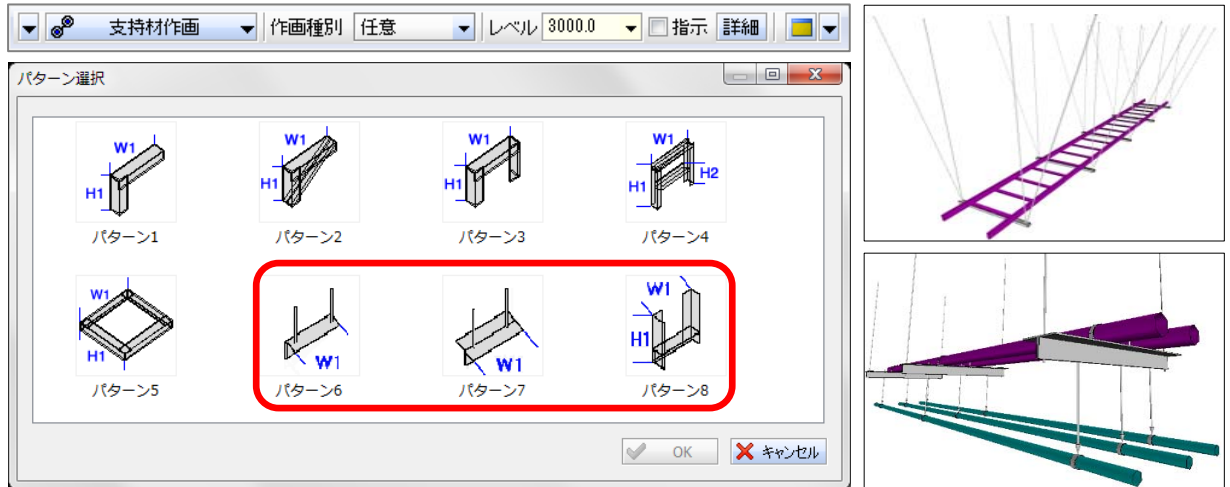 支持材作画 作画種別 任意 レベル 3000.0 指示 詳細
パターン選択
W1 W1 W1 W1
H1 H1 H1 H1 H2
パターン1 パターン2 パターン3 パターン4
W1 W1
H1 W1 W1 H1
パターン5 パターン6 パターン7 パターン8
OK キャンセル